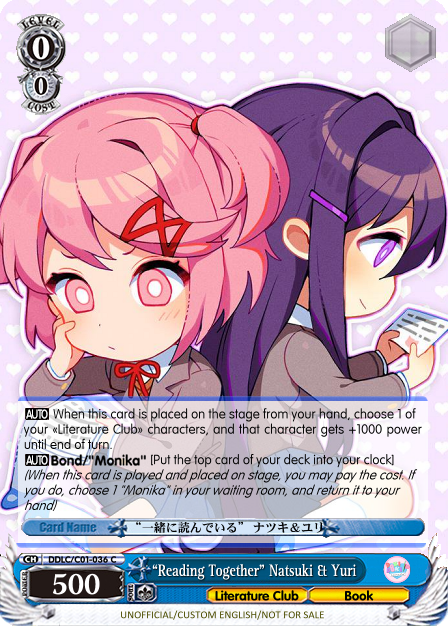 LEVEL
0
0
COST
AUTO When this card is placed on the stage from your hand, choose 1 of
your «Literature Club» characters, and that character gets +1000 power
until end of turn.
AUTO Bond/"Monika" [Put the top card of your deck into your clock]
(When this card is played and placed on stage, you may pay the cost. If
you do, choose 1 "Monika" in your waiting room, and return it to your
hand)
Card Name “一緒に読んでいる” ナツキ&ユリ
CH DDLC/C01-036 C
POWER 500 SOUL “Reading Together” Natsuki & Yuri
Literature Club Book
UNOFFICIAL/CUSTOM ENGLISH/NOT FOR SALE